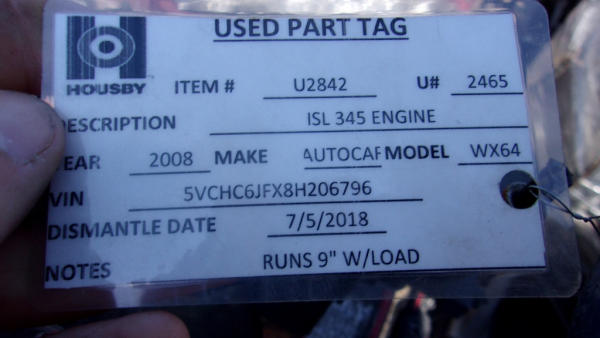 USED PART TAG
HOUSBY
ITEM # U2842 U# 2465
DESCRIPTION ISL 345 ENGINE
YEAR 2008 MAKE AUTOCAR MODEL WX64
VIN 5VCHC6JFX8H206796
DISMANTLE DATE 7/5/2018
NOTES RUNS 9" W/LOAD